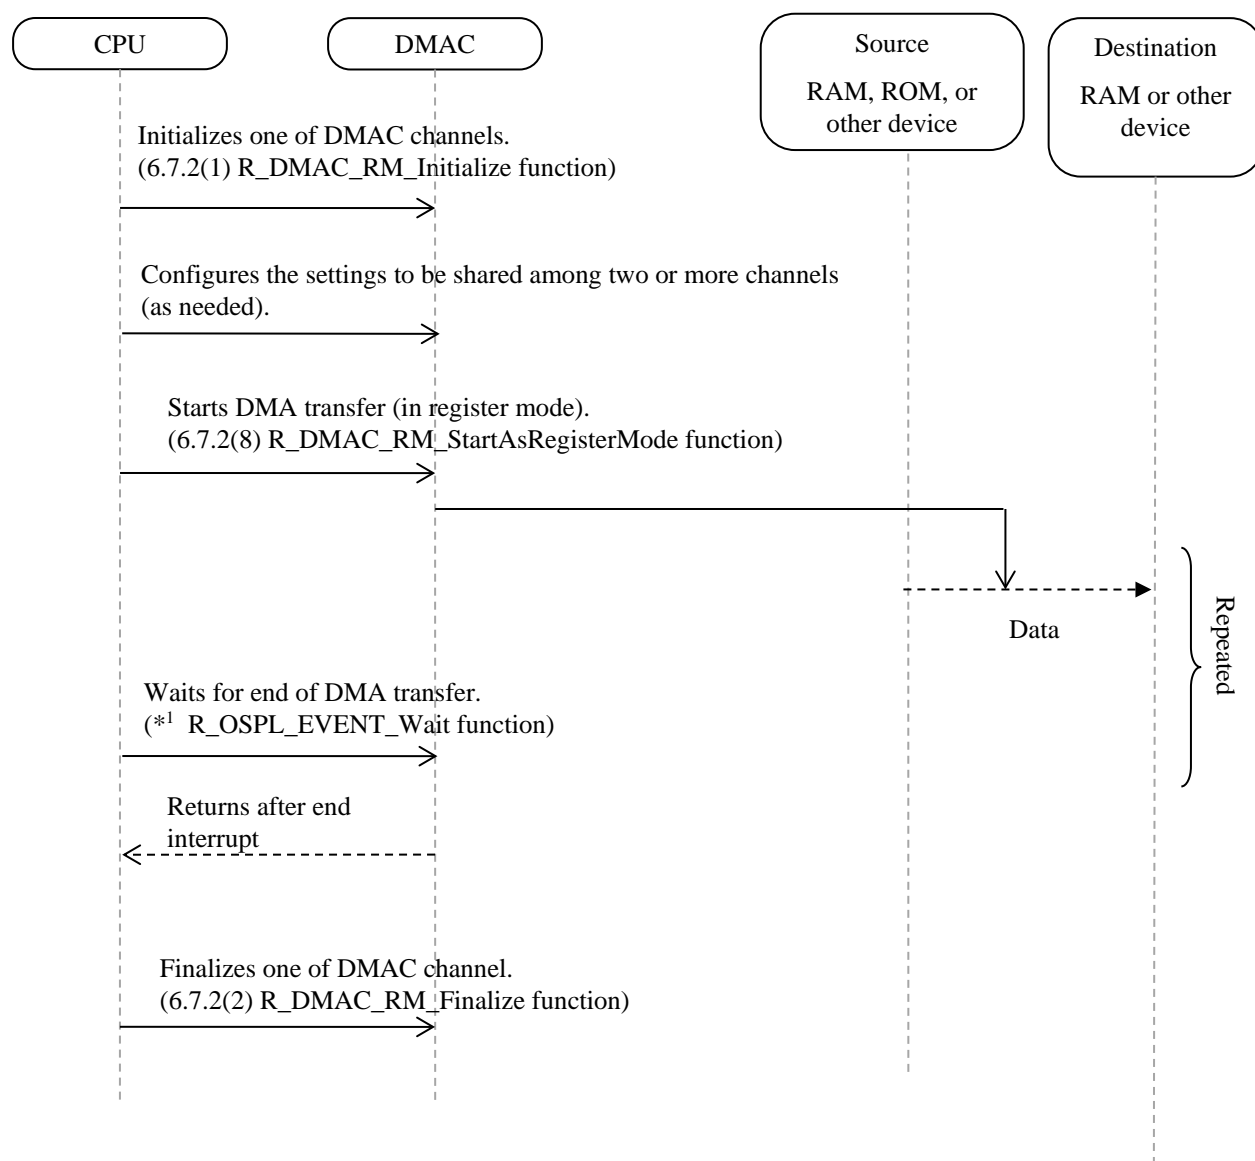 CPU
DMAC
Source
RAM, ROM, or
other device
Destination
RAM or other
device
Initializes one of DMAC channels.
(6.7.2(1) R_DMAC_RM_Initialize function)
Configures the settings to be shared among two or more channels
(as needed).
Starts DMA transfer (in register mode).
(6.7.2(8) R_DMAC_RM_StartAsRegisterMode function)
Data
Repeated
Waits for end of DMA transfer.
(*1 R_OSPL_EVENT_Wait function)
Returns after end
interrupt
Finalizes one of DMAC channel.
(6.7.2(2) R_DMAC_RM_Finalize function)